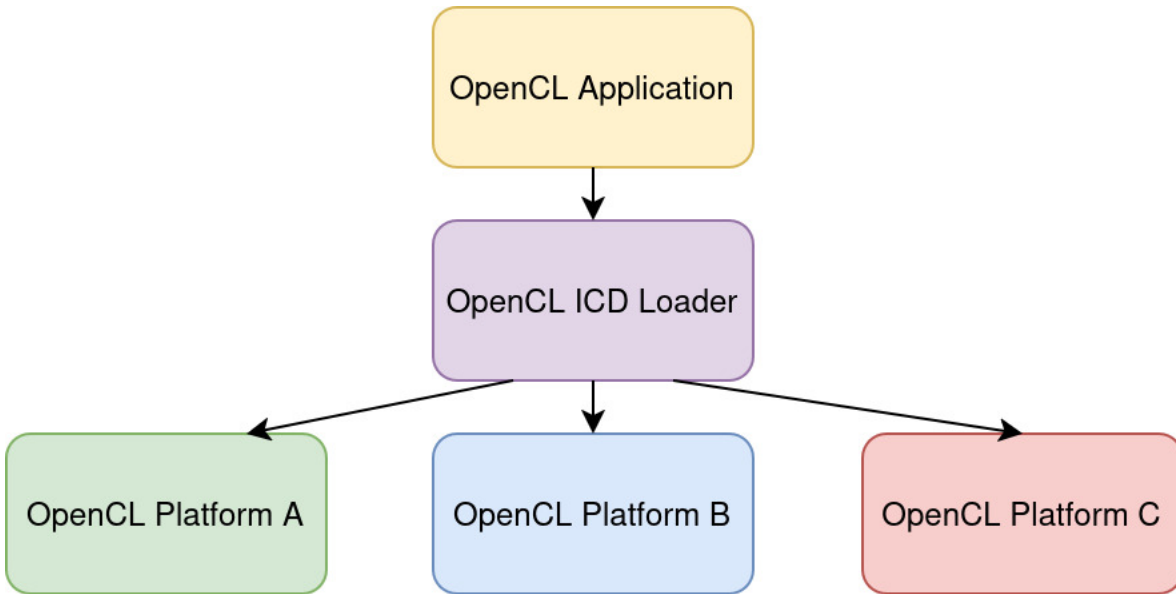 OpenCL Application
OpenCL ICD Loader
OpenCL Platform A
OpenCL Platform B
OpenCL Platform C